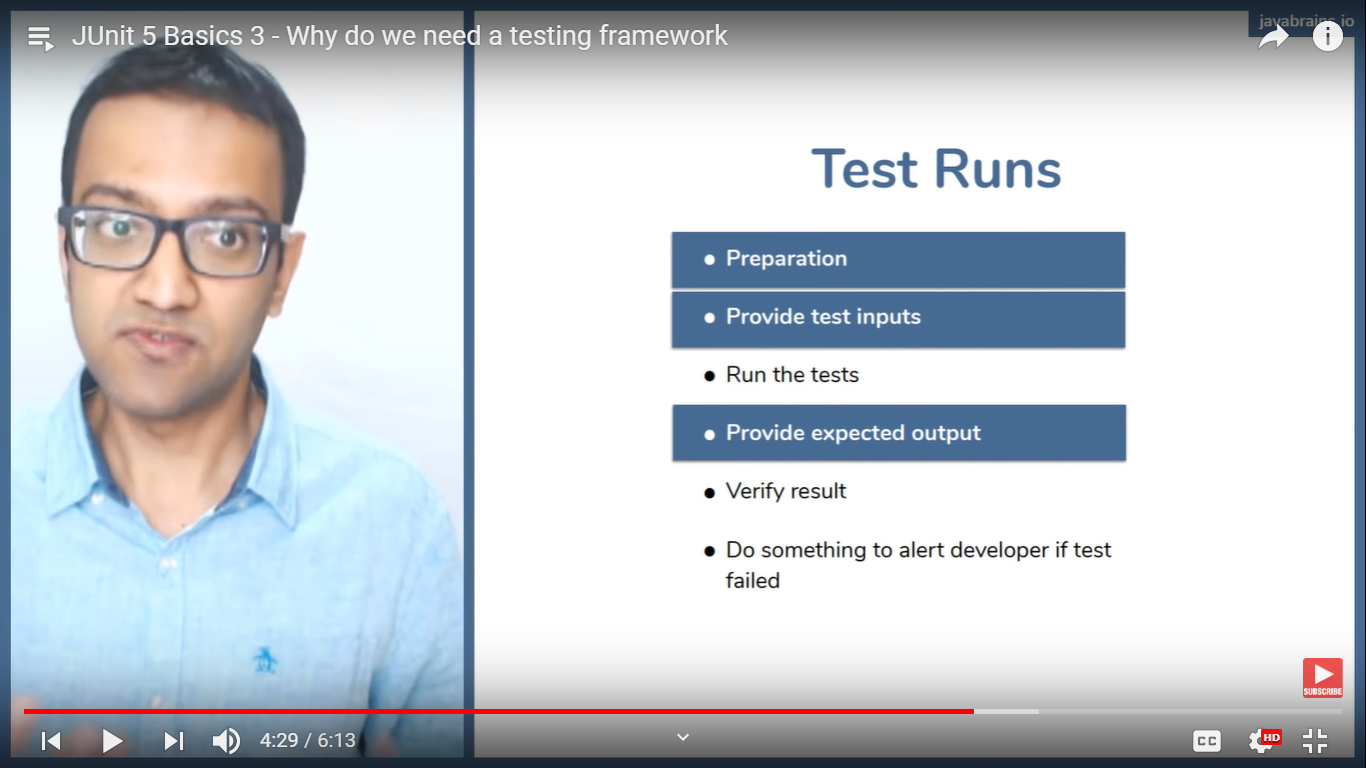 JUnit 5 Basics 3 - Why do we need a testing framework
javabrains.io
Test Runs
● Preparation
● Provide test inputs
● Run the tests
● Provide expected output
● Verify result
● Do something to alert developer if test
failed
SUBSCRIBE
4:29 / 6:13
CC
HD